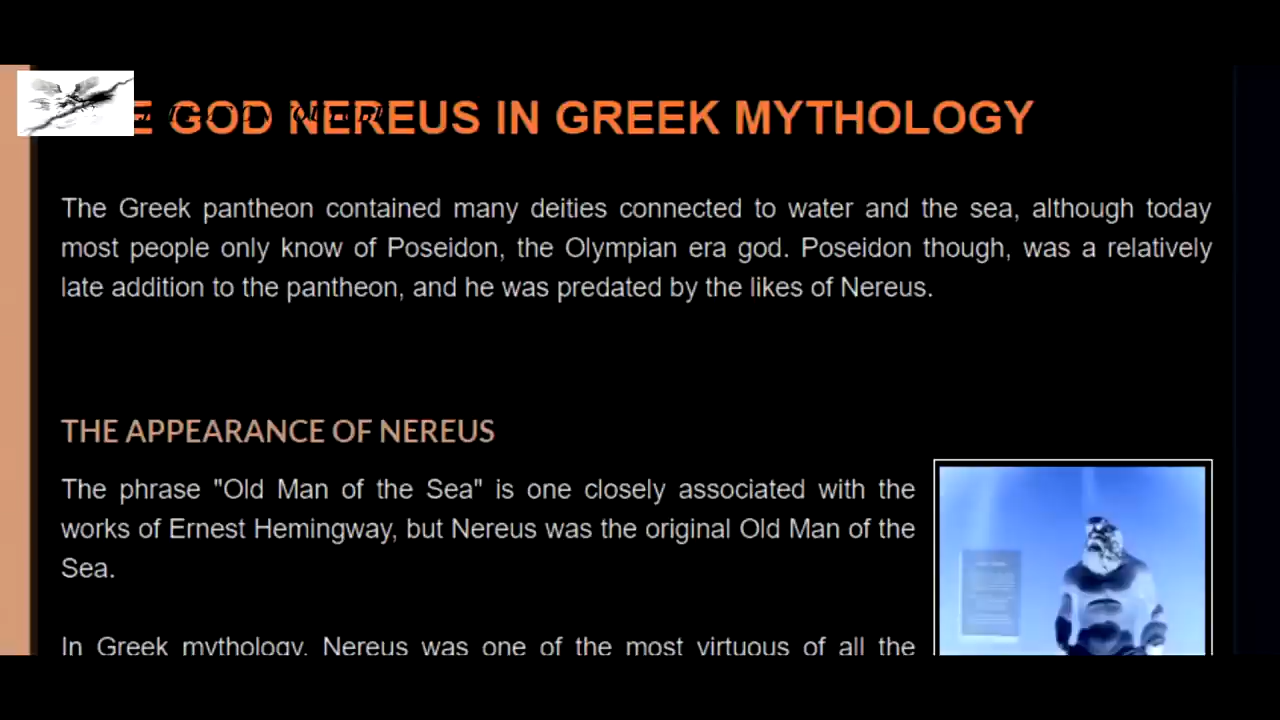 E GOD NEREUS IN GREEK MYTHOLOGY
The Greek pantheon contained many deities connected to water and the sea, although today
most people only know of Poseidon, the Olympian era god. Poseidon though, was a relatively
late addition to the pantheon, and he was predated by the likes of Nereus.
THE APPEARANCE OF NEREUS
The phrase "Old Man of the Sea" is one closely associated with the
works of Ernest Hemingway, but Nereus was the original Old Man of the
Sea.
In Greek mythology, Nereus was one of the most virtuous of all the